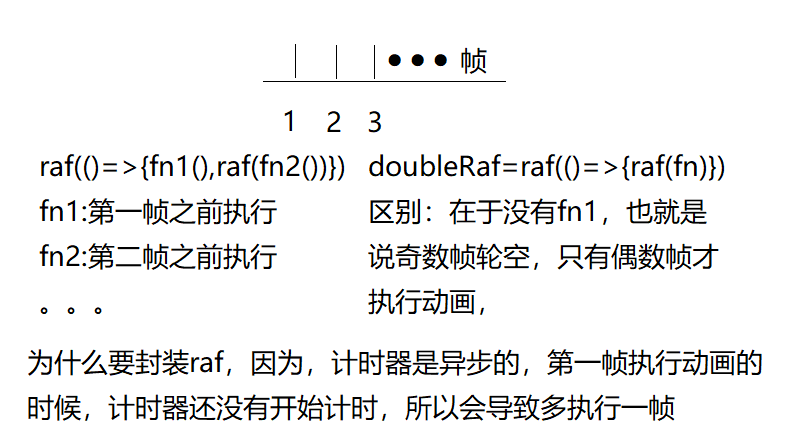 ●●● 帧
1 2 3
raf(()=>{fn1(),raf(fn2())}) doubleRaf=raf(()=>{raf(fn)})
fn1:第一帧之前执行
fn2:第二帧之前执行
。。。
区别：在于没有fn1，也就是
说奇数帧轮空，只有偶数帧才
执行动画，
为什么要封装raf，因为，计时器是异步的，第一帧执行动画的
时候，计时器还没有开始计时，所以会导致多执行一帧